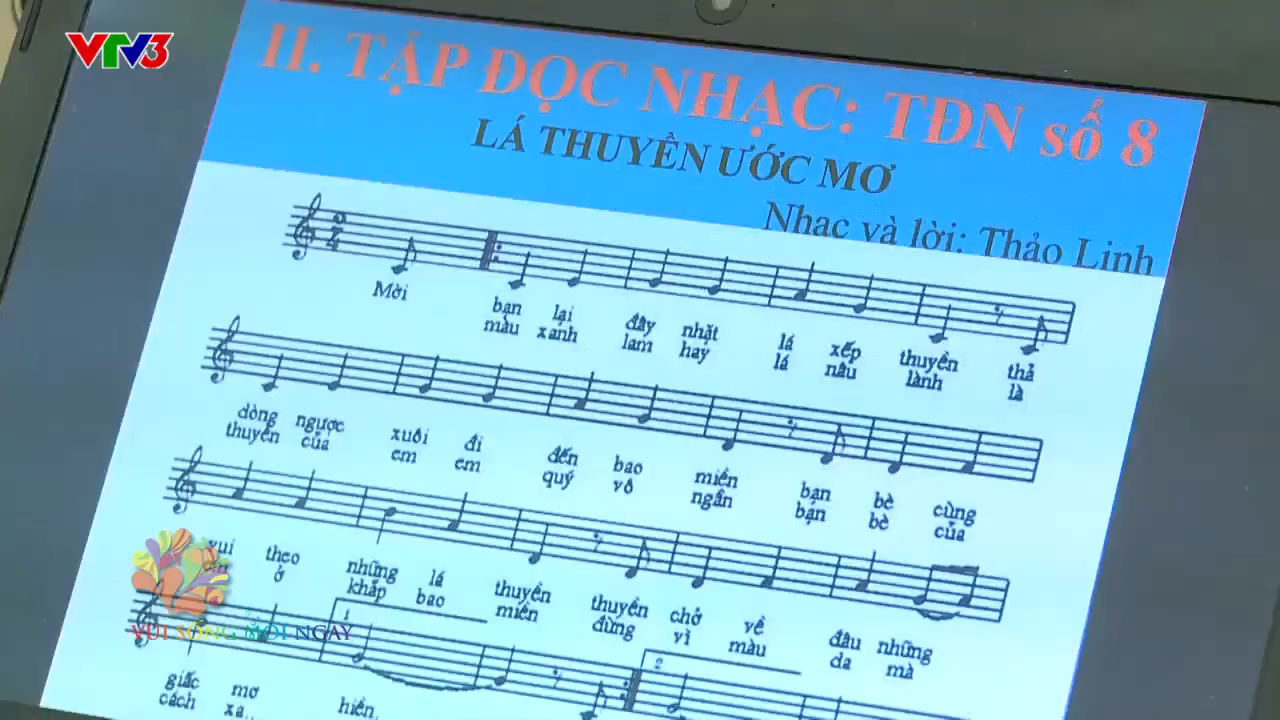 VTV3
II. TẬP ĐỌC NHẠC: TĐN số 8
LÁ THUYỀN ƯỚC MƠ
Nhạc và lời: Thảo Linh
2
4
Mời bạn lại đây nhặt lá xếp thuyền thả
màu xanh lam hay lá nâu lành là
dòng ngược xuôi đi đến bao miền bạn bè cùng
thuyền của em em quý vô ngần bạn bè của
vui theo những lá thuyền thuyền chở về đâu những
ở khắp bao miền đừng vì màu da mà
1 2
giấc mơ hiền.
cách xa..
VUI SỐNG MỖI NGÀY